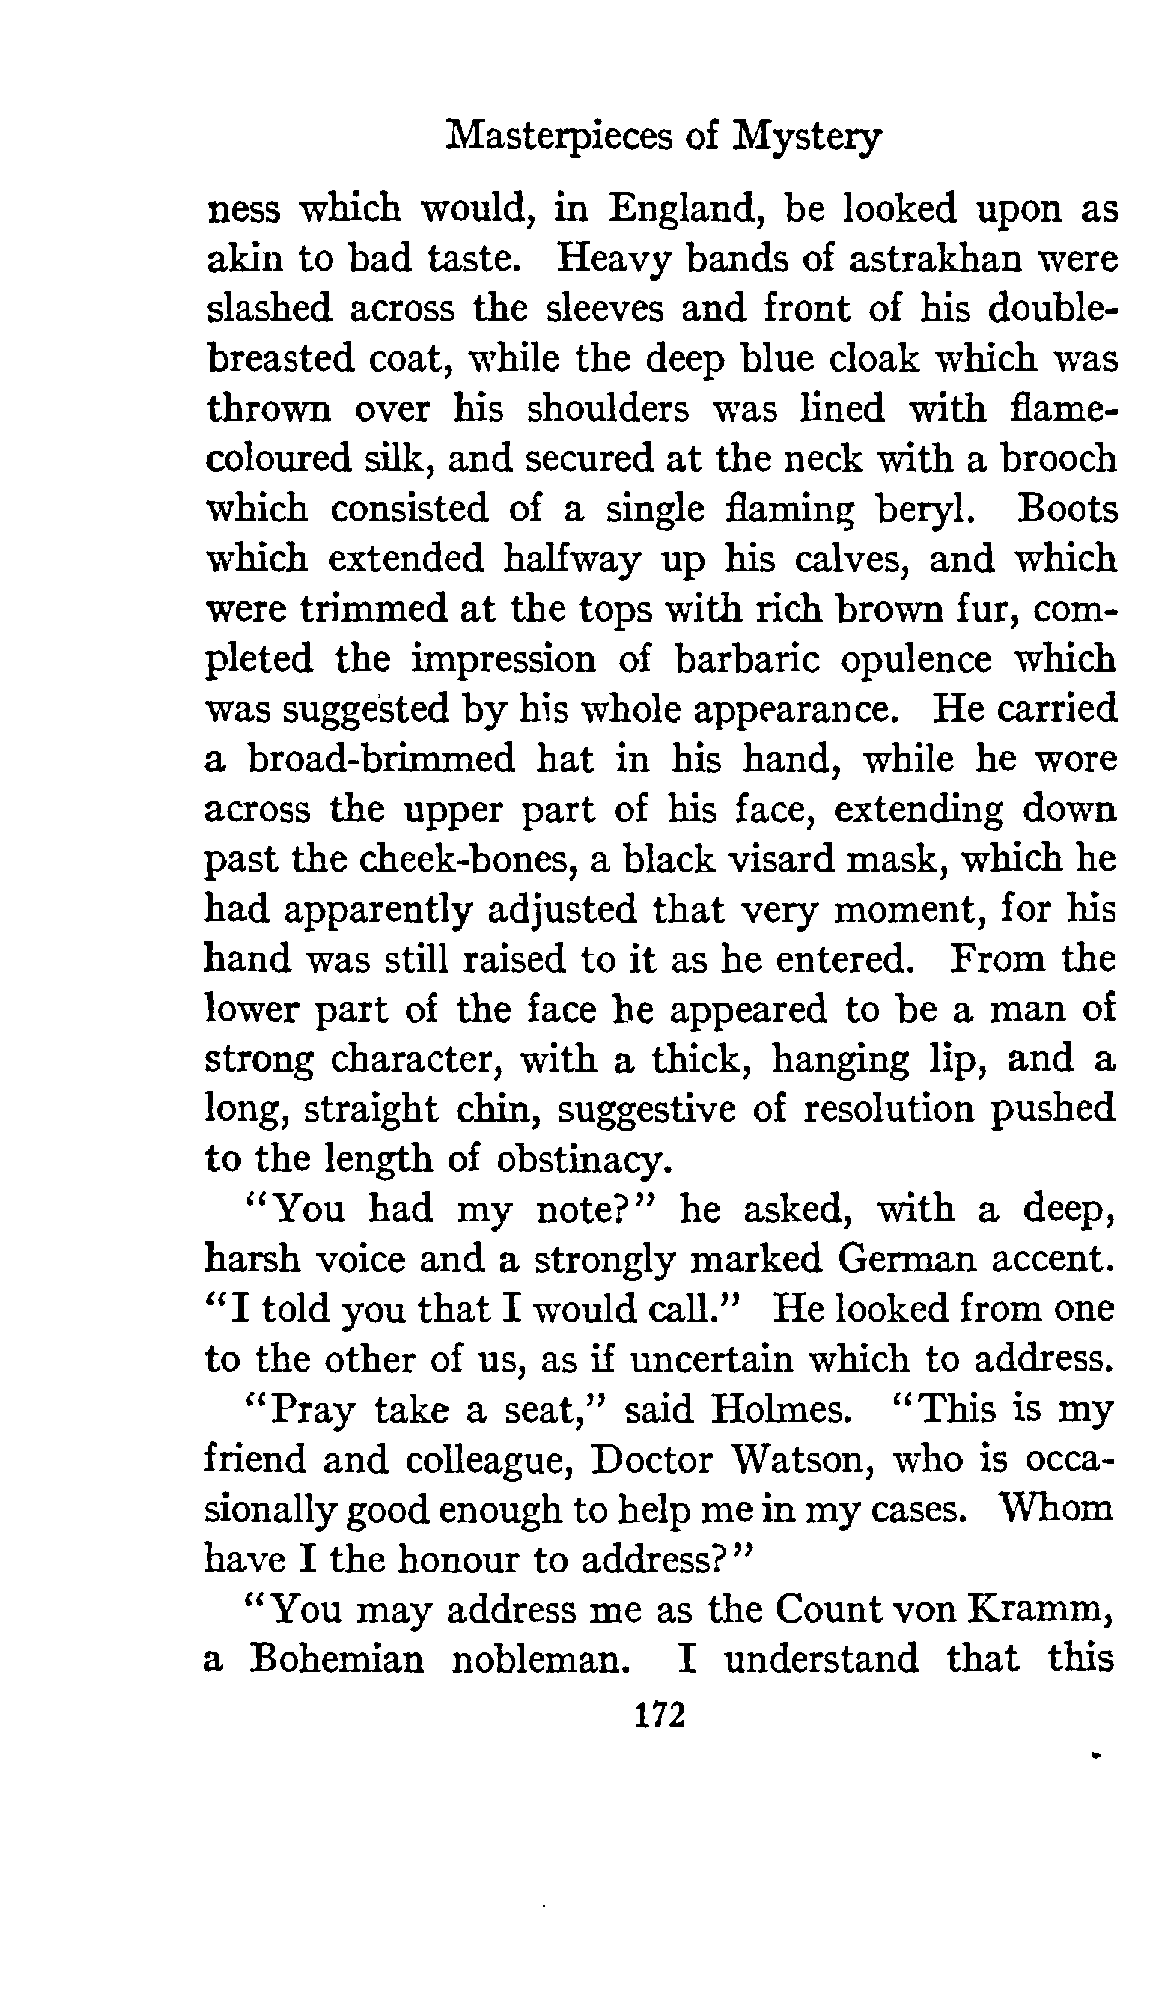 Masterpieces of Mystery
ness which would, in England, be looked upon as
akin to bad taste. Heavy bands of astrakhan were
slashed across the sleeves and front of his double-
breasted coat, while the deep blue cloak which was
thrown over his shoulders was lined with flame-
coloured silk, and secured at the neck with a brooch
which consisted of a single flaming beryl. Boots
which extended halfway up his calves, and which
were trimmed at the tops with rich brown fur, com-
pleted the impression of barbaric opulence which
was suggested by his whole appearance. He carried
a broad-brimmed hat in his hand, while he wore
across the upper part of his face, extending down
past the cheek-bones, a black visard mask, which he
had apparently adjusted that very moment, for his
hand was still raised to it as he entered. From the
lower part of the face he appeared to be a man of
strong character, with a thick, hanging lip, and a
long, straight chin, suggestive of resolution pushed
to the length of obstinacy.
"You had my note?" he asked, with a deep,
harsh voice and a strongly marked German accent.
"I told you that I would call." He looked from one
to the other of us, as if uncertain which to address.
"Pray take a seat," said Holmes. "This is my
friend and colleague, Doctor Watson, who is occa-
sionally good enough to help me in my cases. Whom
have I the honour to address?"
"You may address me as the Count von Kramm,
a Bohemian nobleman. I understand that this
172